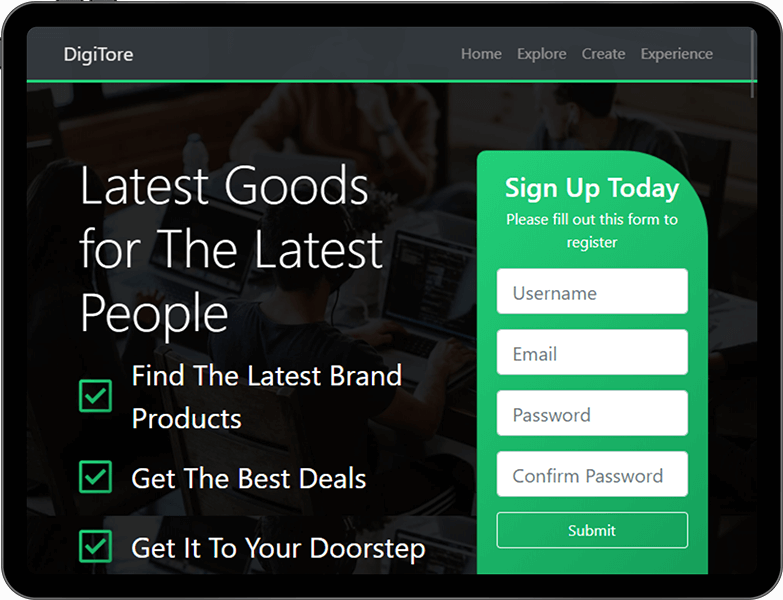 DigiTore
Home Explore Create Experience
Latest Goods
for The Latest
People
Find The Latest Brand
Products
Get The Best Deals
Get It To Your Doorstep
Sign Up Today
Please fill out this form to
register
Username
Email
Password
Confirm Password
Submit